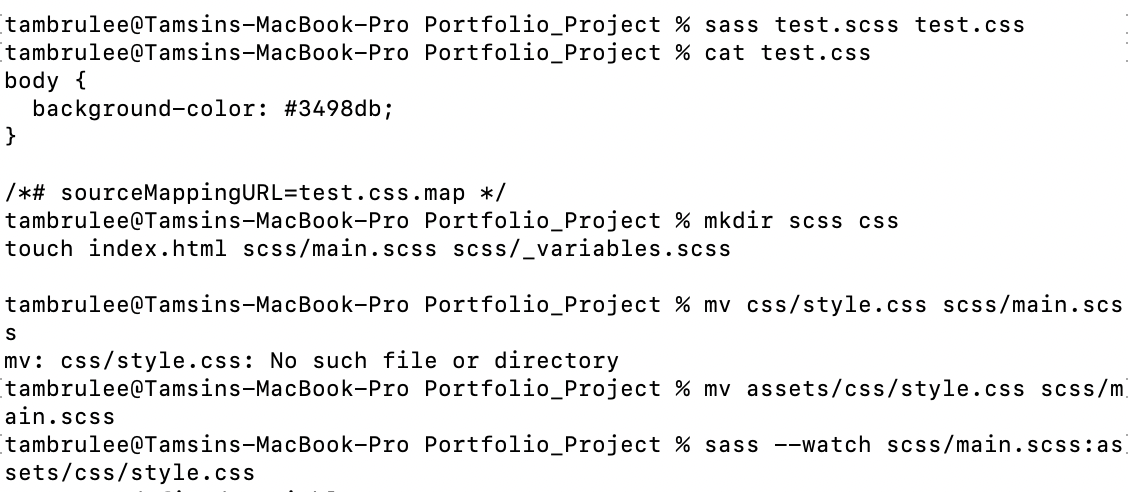 tambrulee@Tamsins-MacBook-Pro Portfolio_Project % sass test.scss test.css
tambrulee@Tamsins-MacBook-Pro Portfolio_Project % cat test.css
body {
  background-color: #3498db;
}
/*# sourceMappingURL=test.css.map */
tambrulee@Tamsins-MacBook-Pro Portfolio_Project % mkdir scss css
touch index.html scss/main.scss scss/_variables.scss
tambrulee@Tamsins-MacBook-Pro Portfolio_Project % mv css/style.css scss/main.scs
s
mv: css/style.css: No such file or directory
tambrulee@Tamsins-MacBook-Pro Portfolio_Project % mv assets/css/style.css scss/m
ain.scss
tambrulee@Tamsins-MacBook-Pro Portfolio_Project % sass --watch scss/main.scss:as
sets/css/style.css